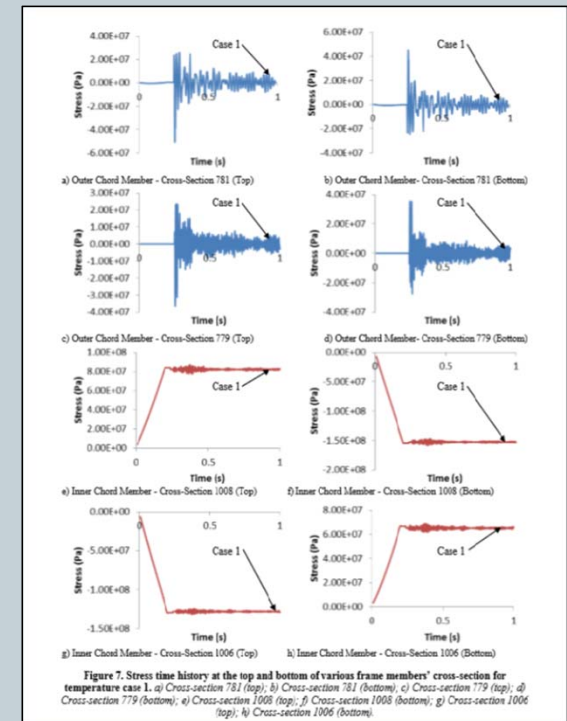 4.00E+07
2.00E+07
0.00E+00
-2.00E+07
-4.00E+07
-6.00E+07
Stress (Pa)
0
0.5
1
Case 1
Time (s)
a) Outer Chord Member - Cross-Section 781 (Top)
6.00E+07
4.00E+07
2.00E+07
0.00E+00
-2.00E+07
-4.00E+07
Stress (Pa)
0
0.5
1
Case 1
Time (s)
b) Outer Chord Member- Cross-Section 781 (Bottom)
3.00E+07
2.00E+07
1.00E+07
0.00E+00
-1.00E+07
-2.00E+07
-3.00E+07
-4.00E+07
Stress (Pa)
0
0.5
1
Case 1
Time (s)
c) Outer Chord Member - Cross-Section 779 (Top)
4.00E+07
2.00E+07
0.00E+00
-2.00E+07
-4.00E+07
Stress (Pa)
0
0.5
1
Case 1
Time (s)
d) Outer Chord Member- Cross-Section 779 (Bottom)
1.00E+08
8.00E+07
6.00E+07
4.00E+07
2.00E+07
0.00E+00
Stress (Pa)
0
0.5
1
Case 1
Time (s)
e) Inner Chord Member - Cross-Section 1008 (Top)
0.00E+00
-5.00E+07
-1.00E+08
-1.50E+08
-2.00E+08
Stress (Pa)
0
0.5
1
Case 1
Time (s)
f) Inner Chord Member - Cross-Section 1008 (Bottom)
0.00E+00
-5.00E+07
-1.00E+08
-1.50E+08
Stress (Pa)
0
0.5
1
Case 1
Time (s)
g) Inner Chord Member - Cross-Section 1006 (Top)
8.00E+07
6.00E+07
4.00E+07
2.00E+07
0.00E+00
Stress (Pa)
0
0.5
1
Case 1
Time (s)
h) Inner Chord Member - Cross-Section 1006 (Bottom)
Figure 7. Stress time history at the top and bottom of various frame members' cross-section for
temperature case 1. a) Cross-section 781 (top); b) Cross-section 781 (bottom); c) Cross-section 779 (top); d)
Cross-section 779 (bottom); e) Cross-section 1008 (top); f) Cross-section 1008 (bottom); g) Cross-section 1006
(top); h) Cross-section 1006 (bottom).